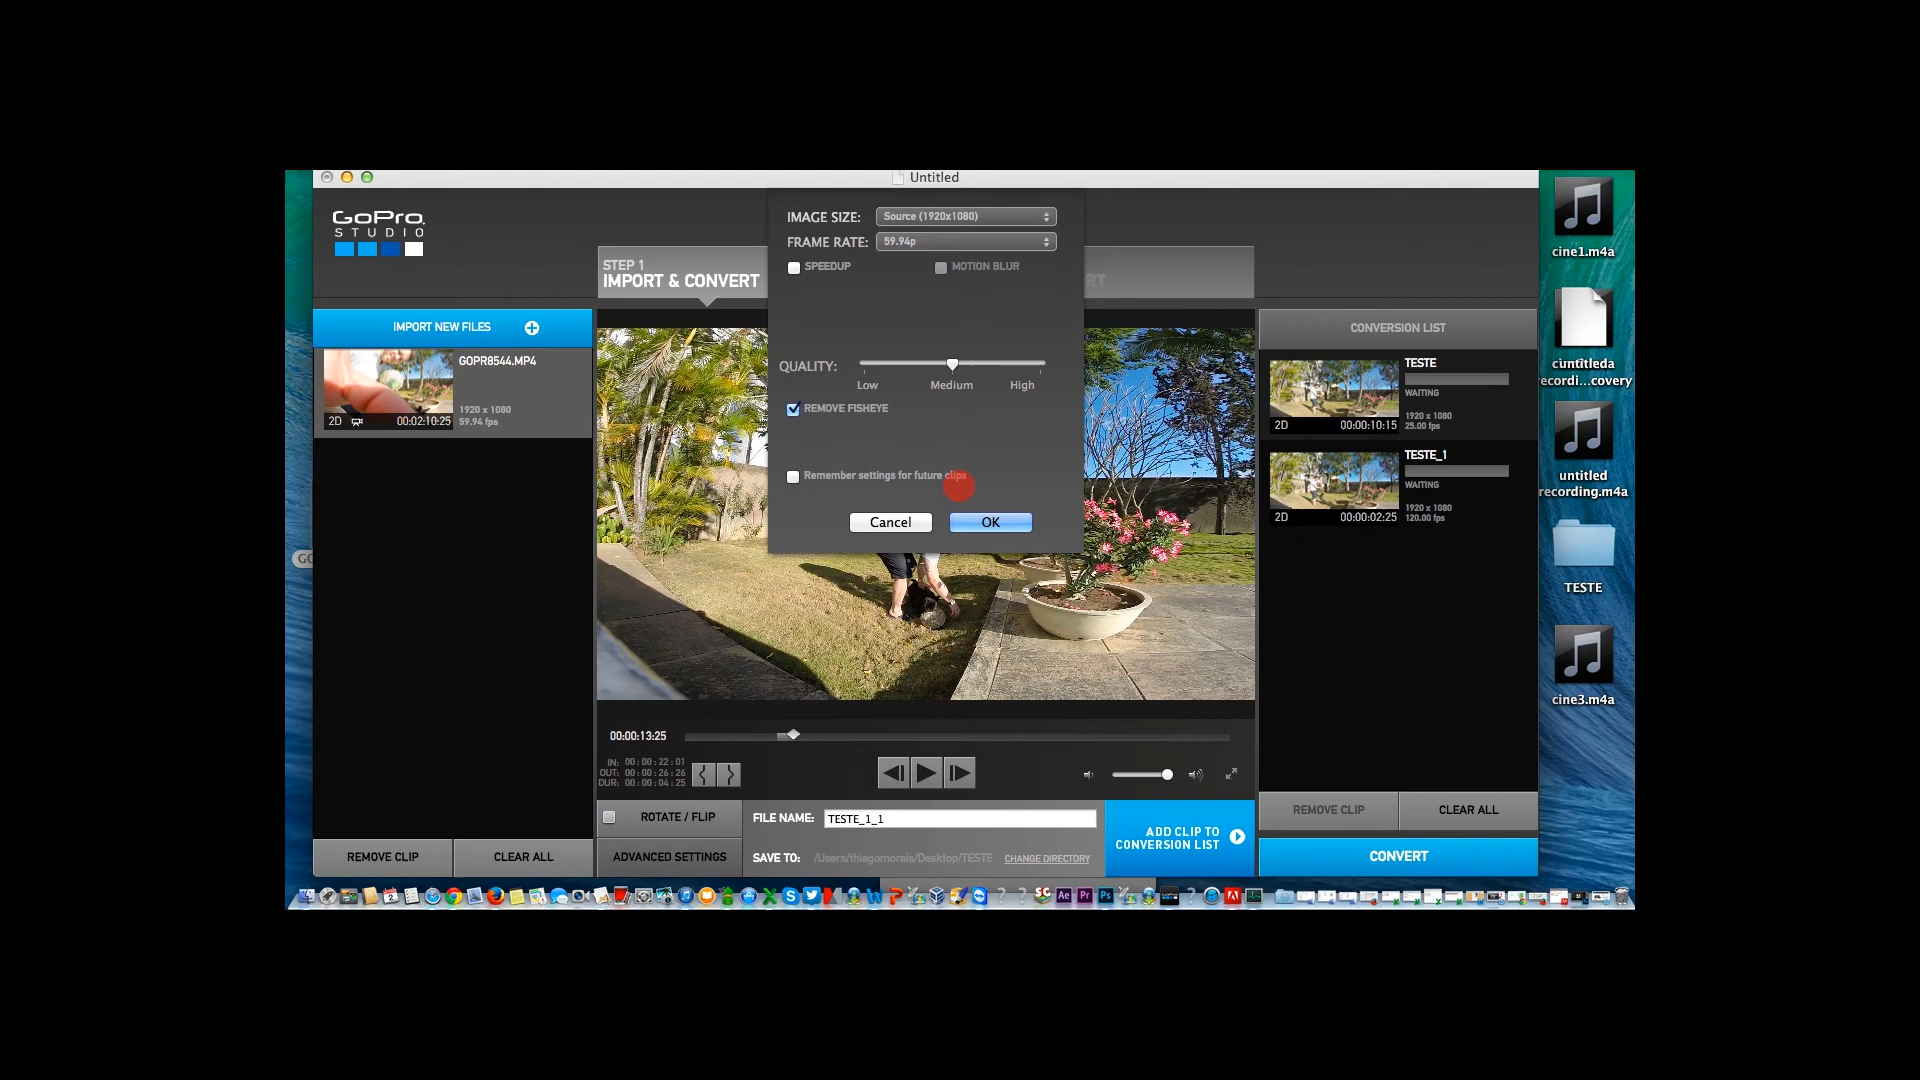 Untitled
GoPro
STUDIO
STEP 1
IMPORT & CONVERT
RT
IMAGE SIZE:
Source (1920x1080)
FRAME RATE:
59.94p
SPEEDUP
MOTION BLUR
QUALITY:
Low
Medium
High
REMOVE FISHEYE
Remember settings for future clips
Cancel
OK
IMPORT NEW FILES
GOPR8544.MP4
1920 x 1080
59.94 fps
2D
00:02:10:25
CONVERSION LIST
TESTE
WAITING
1920 x 1080
25.00 fps
2D
00:00:10:15
TESTE_1
WAITING
1920 x 1080
120.00 fps
2D
00:00:02:25
00:00:13:25
IN: 00:00:22:01
OUT: 00:00:26:26
DUR: 00:00:04:25
ROTATE / FLIP
ADVANCED SETTINGS
FILE NAME:
TESTE_1_1
SAVE TO:
/Users/thiagomorais/Desktop/TESTE
CHANGE DIRECTORY
ADD CLIP TO
CONVERSION LIST
REMOVE CLIP
CLEAR ALL
REMOVE CLIP
CLEAR ALL
CONVERT
cine1.m4a
untitled
recording.m4a
TESTE
cine3.m4a
GO
SC
Ae
Pr
Ps